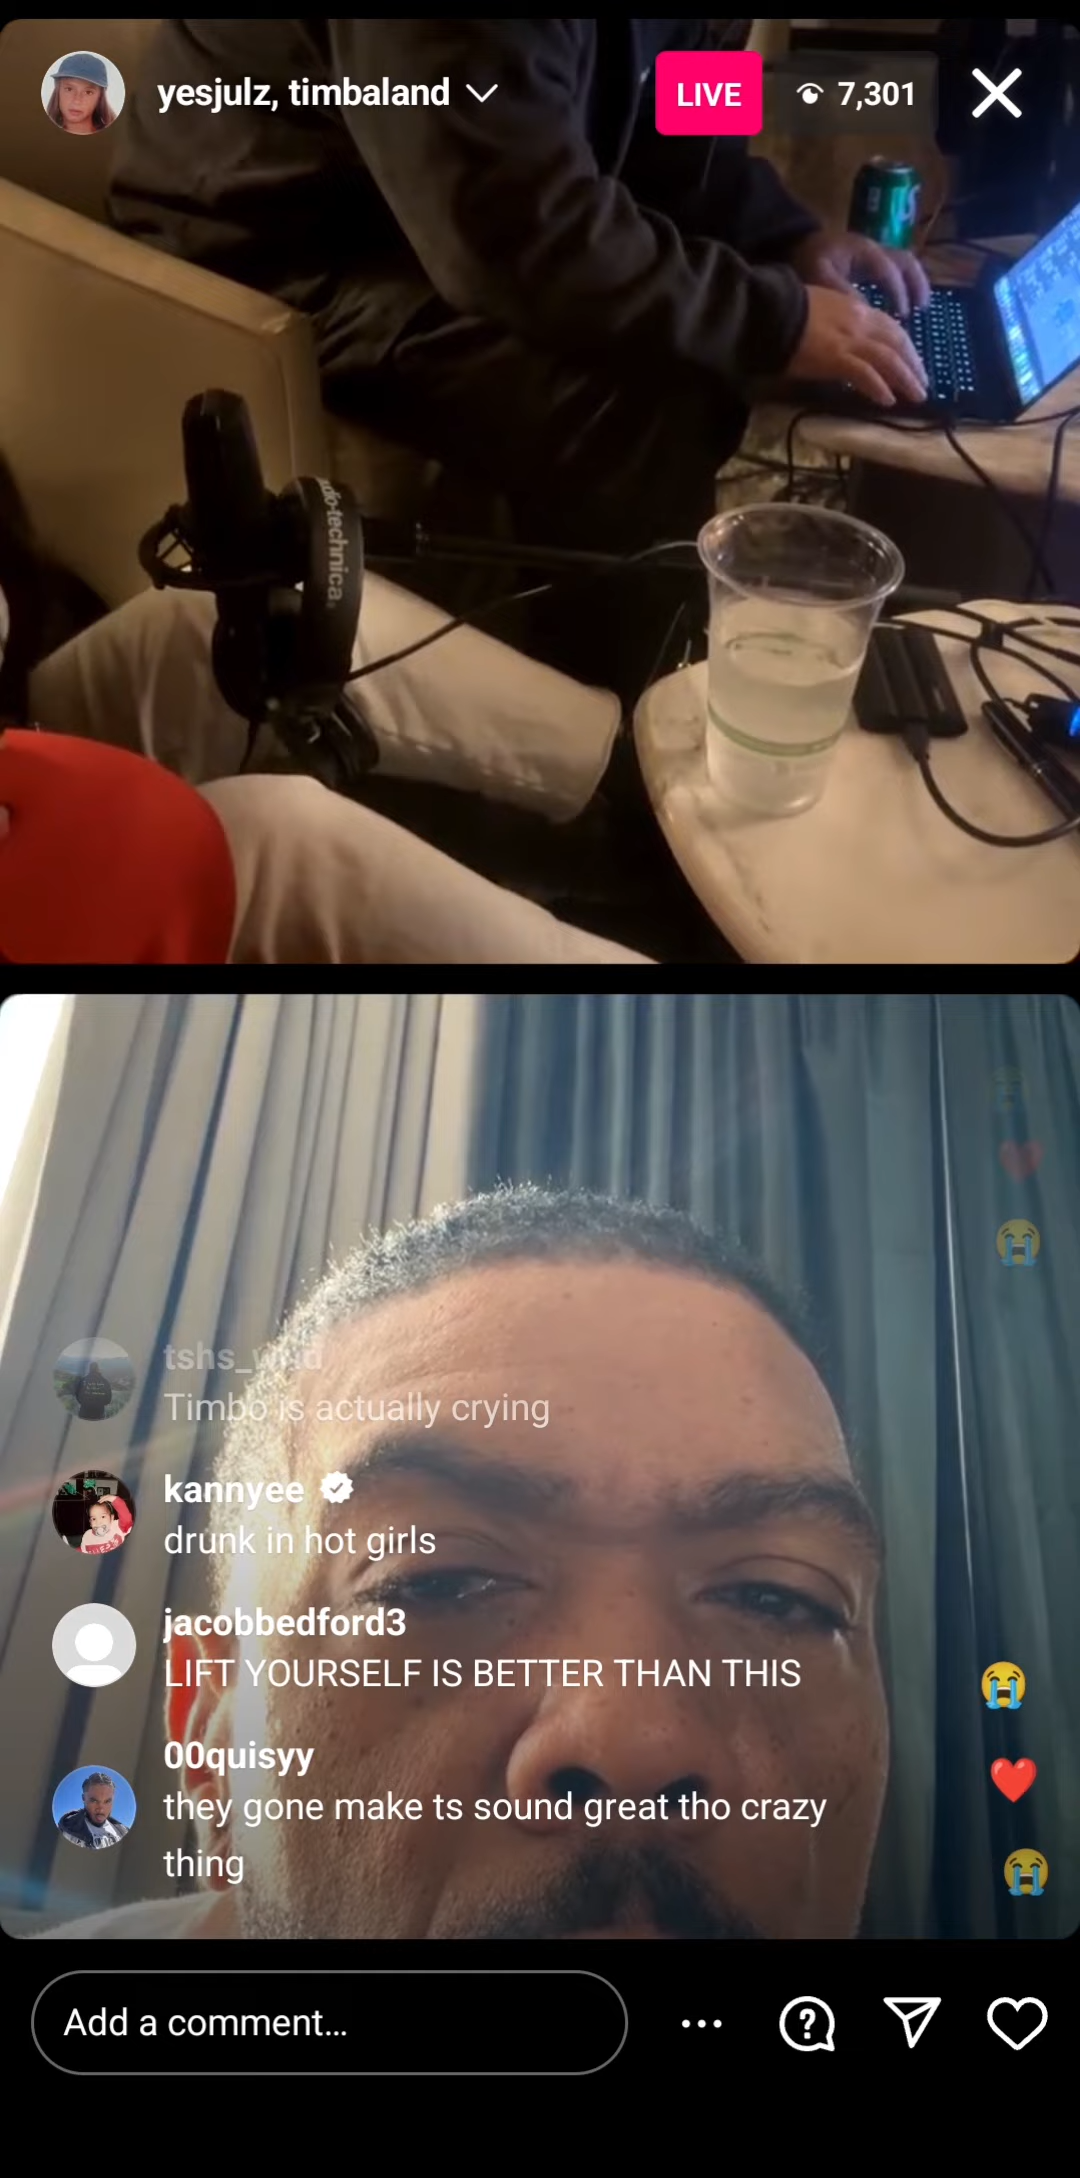 yesjulz, timbaland
LIVE
7,301
audio-technica
Timbo is actually crying
kannyee
drunk in hot girls
jacobbedford3
LIFT YOURSELF IS BETTER THAN THIS
00quisyy
they gone make ts sound great tho crazy
thing
Add a comment...